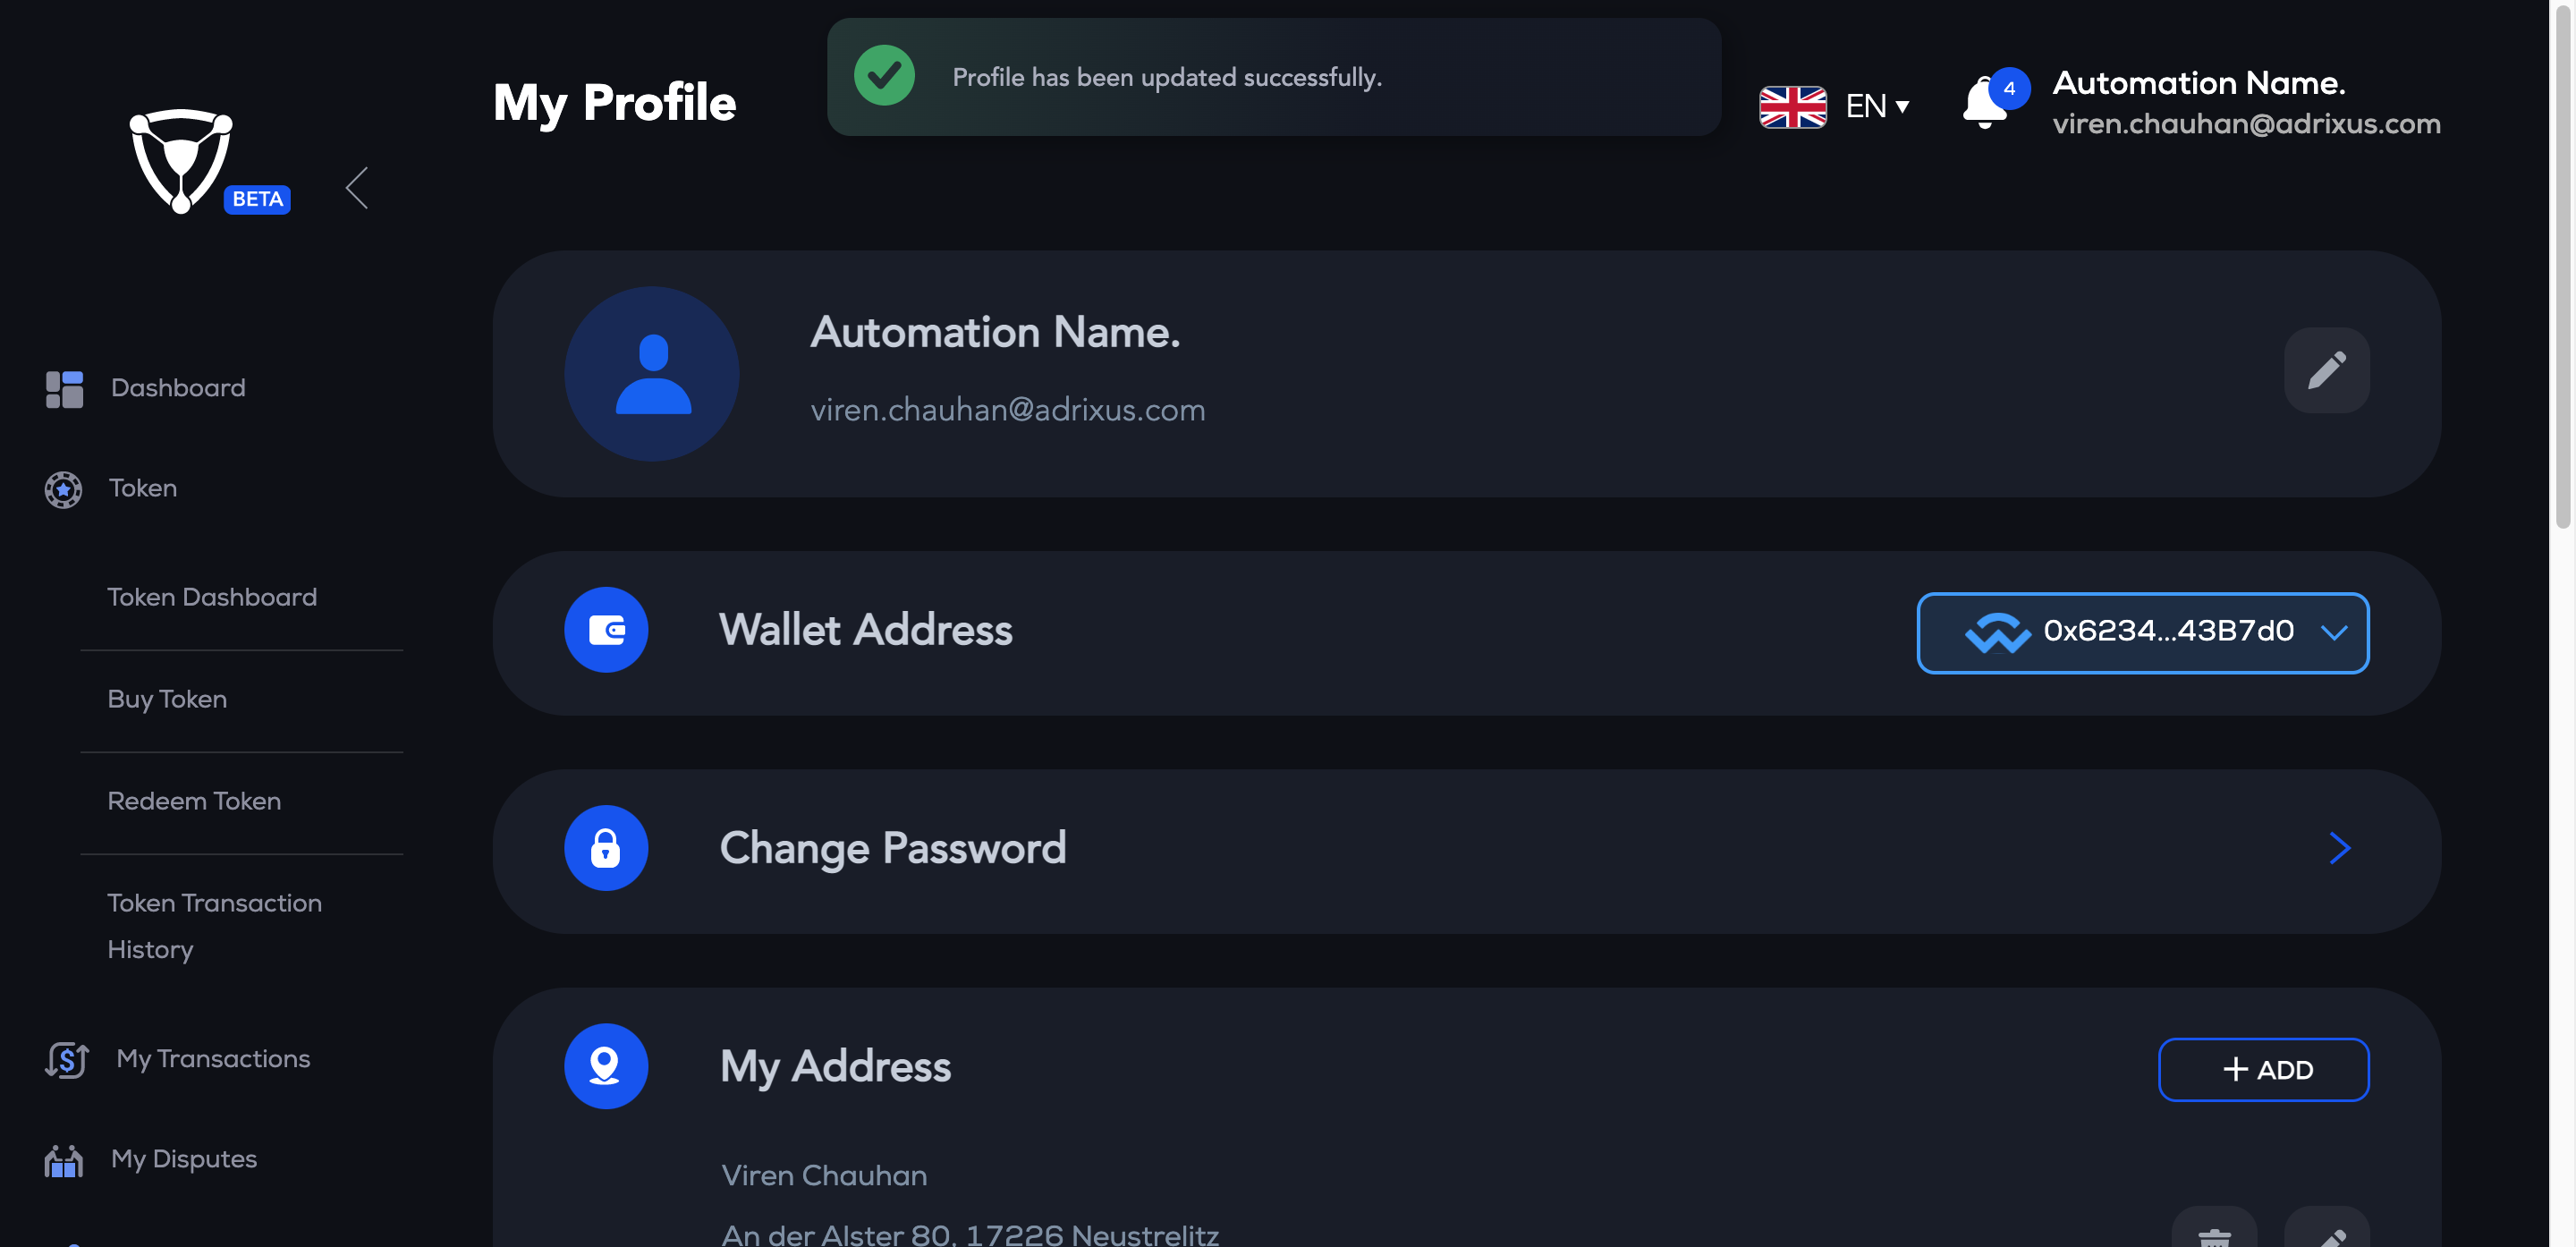 BETA
Dashboard
Token
Token Dashboard
Buy Token
Redeem Token
Token Transaction
History
My Transactions
My Disputes
My Profile
Profile has been updated successfully.
EN
4
Automation Name.
viren.chauhan@adrixus.com
Automation Name.
viren.chauhan@adrixus.com
Wallet Address
0x6234...43B7d0
Change Password
My Address
+ ADD
Viren Chauhan
An der Alster 80, 17226 Neustrelitz